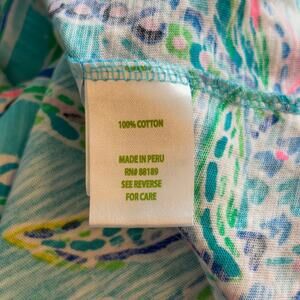 100% COTTON
MADE IN PERU
RN# 88189
SEE REVERSE
FOR CARE